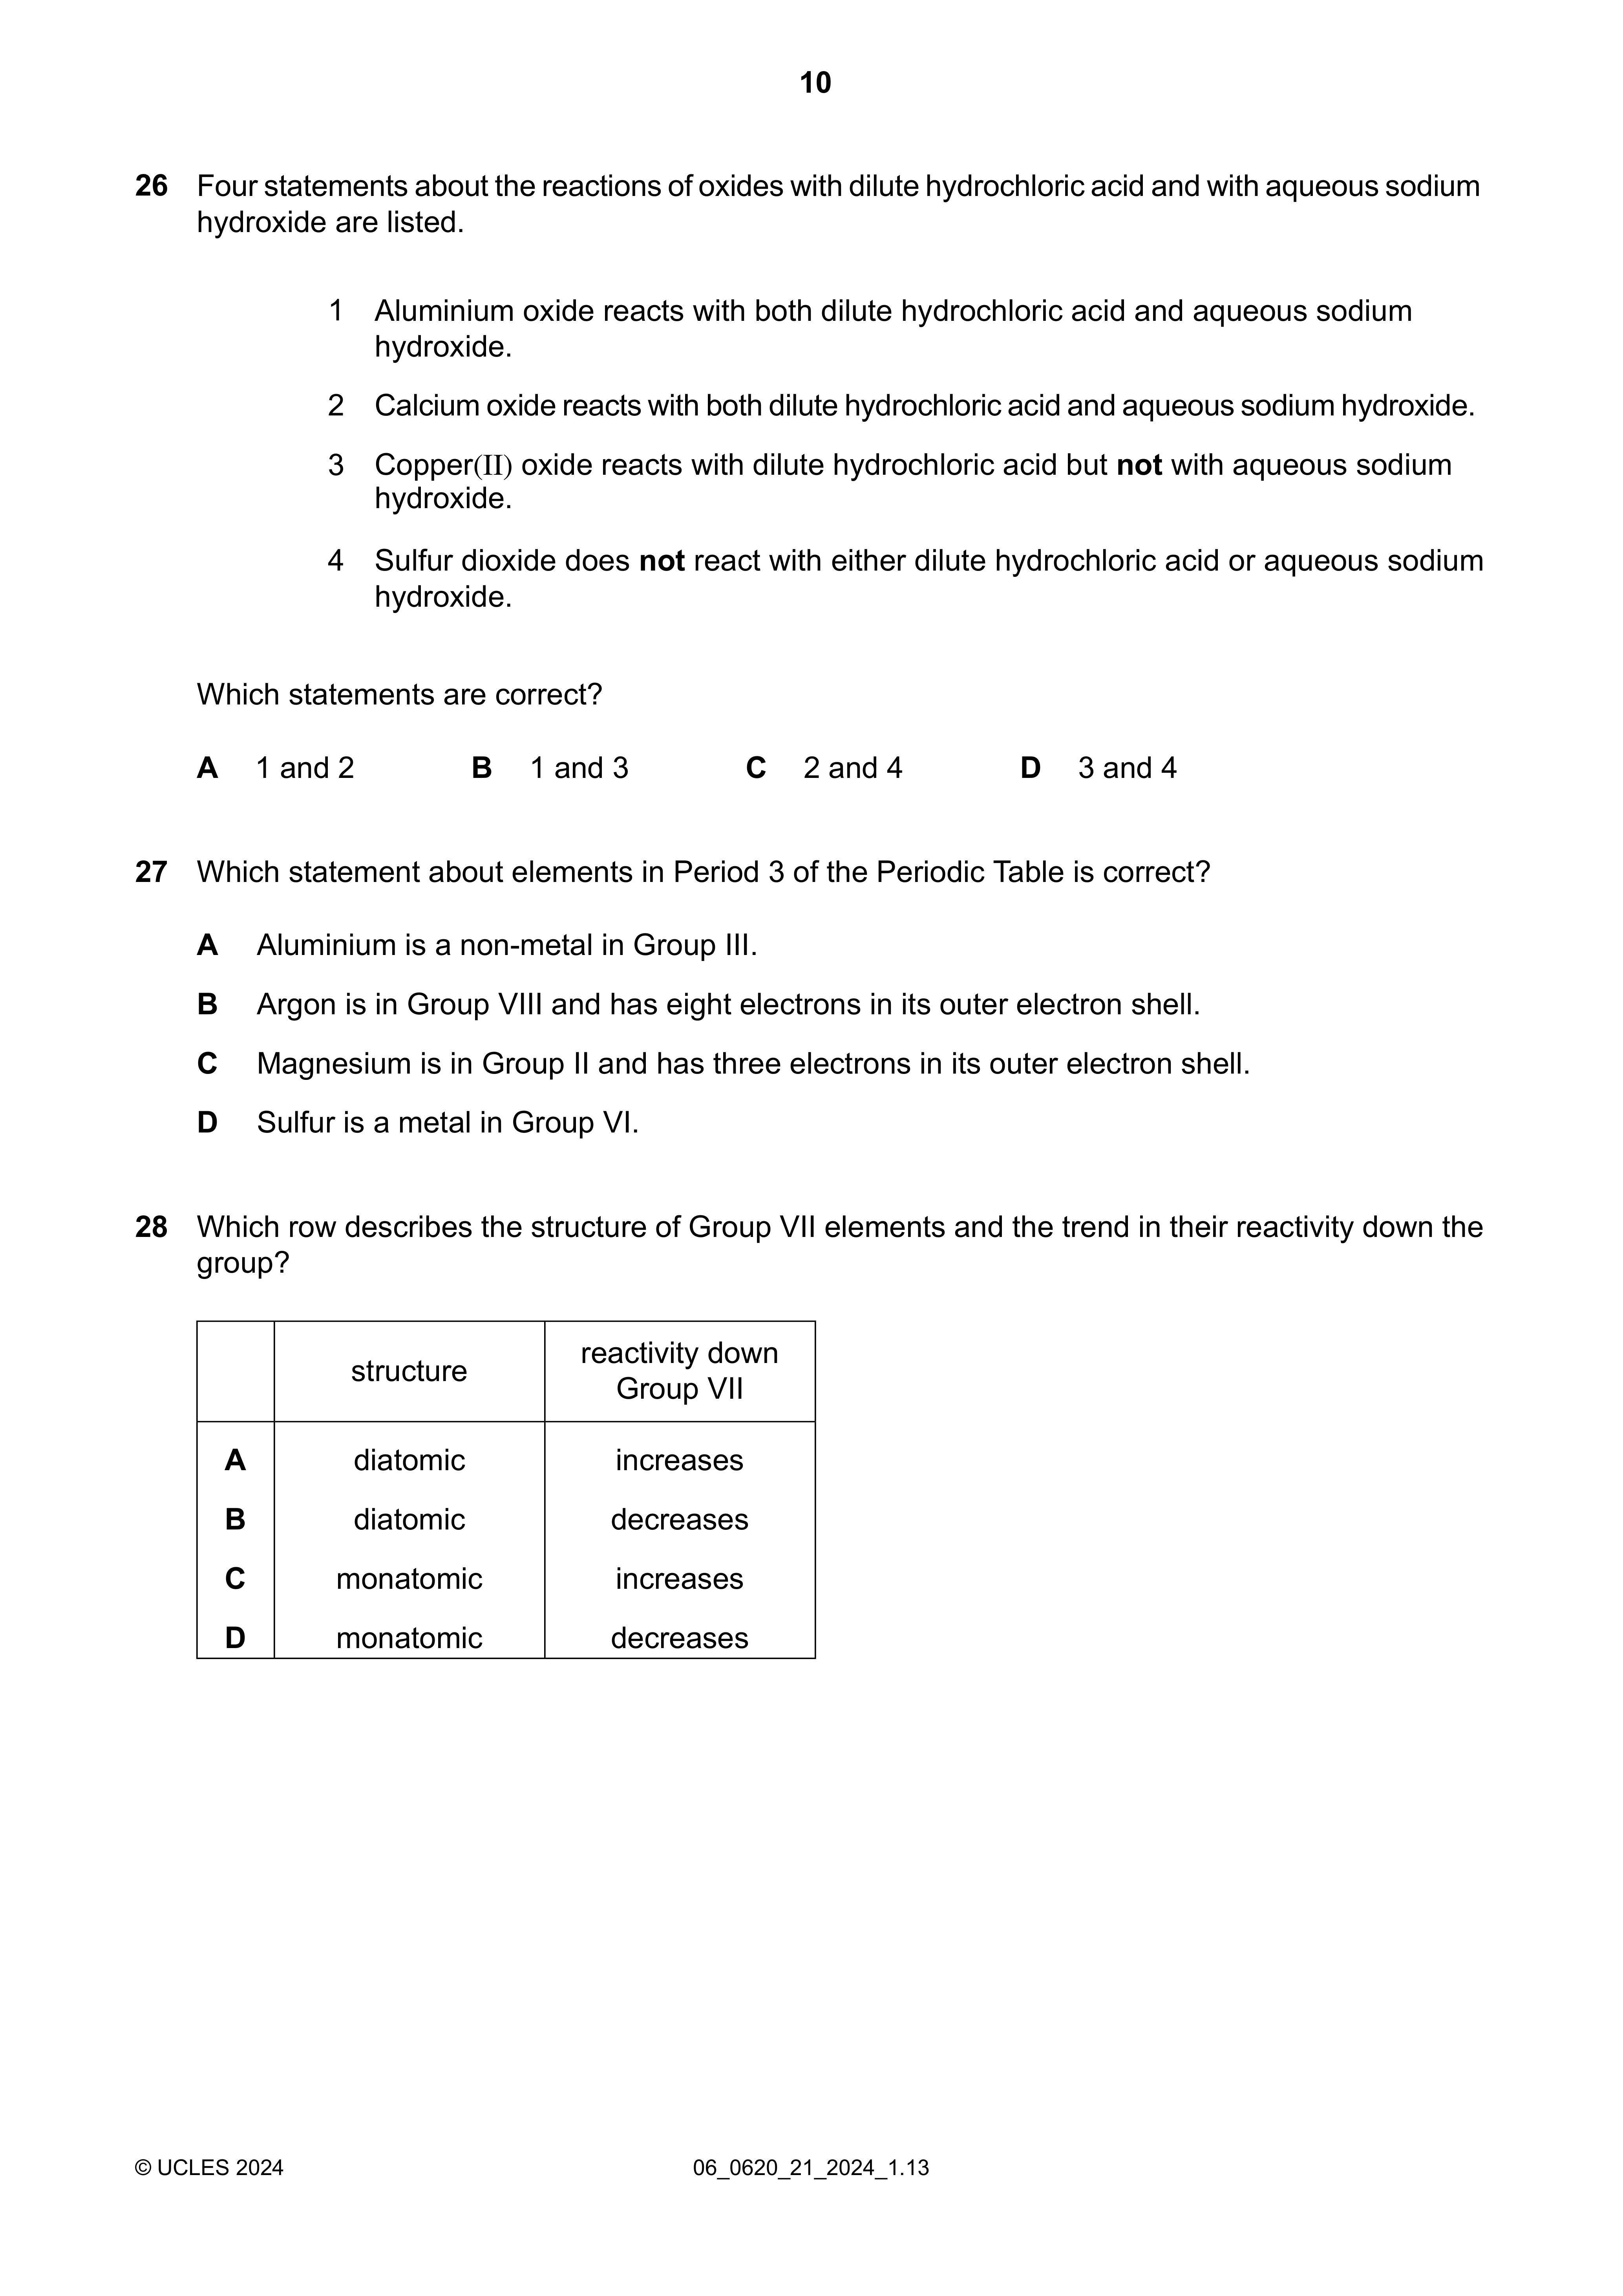 10
26 Four statements about the reactions of oxides with dilute hydrochloric acid and with aqueous sodium
hydroxide are listed.
1 Aluminium oxide reacts with both dilute hydrochloric acid and aqueous sodium
hydroxide.
2 Calcium oxide reacts with both dilute hydrochloric acid and aqueous sodium hydroxide.
3 Copper(II) oxide reacts with dilute hydrochloric acid but not with aqueous sodium
hydroxide.
4 Sulfur dioxide does not react with either dilute hydrochloric acid or aqueous sodium
hydroxide.
Which statements are correct?
A 1 and 2 B 1 and 3 C 2 and 4 D 3 and 4
27 Which statement about elements in Period 3 of the Periodic Table is correct?
A Aluminium is a non-metal in Group III.
B Argon is in Group VIII and has eight electrons in its outer electron shell.
C Magnesium is in Group II and has three electrons in its outer electron shell.
D Sulfur is a metal in Group VI.
28 Which row describes the structure of Group VII elements and the trend in their reactivity down the
group?
structure reactivity down
Group VII
A diatomic increases
B diatomic decreases
C monatomic increases
D monatomic decreases
© UCLES 2024 06_0620_21_2024_1.13